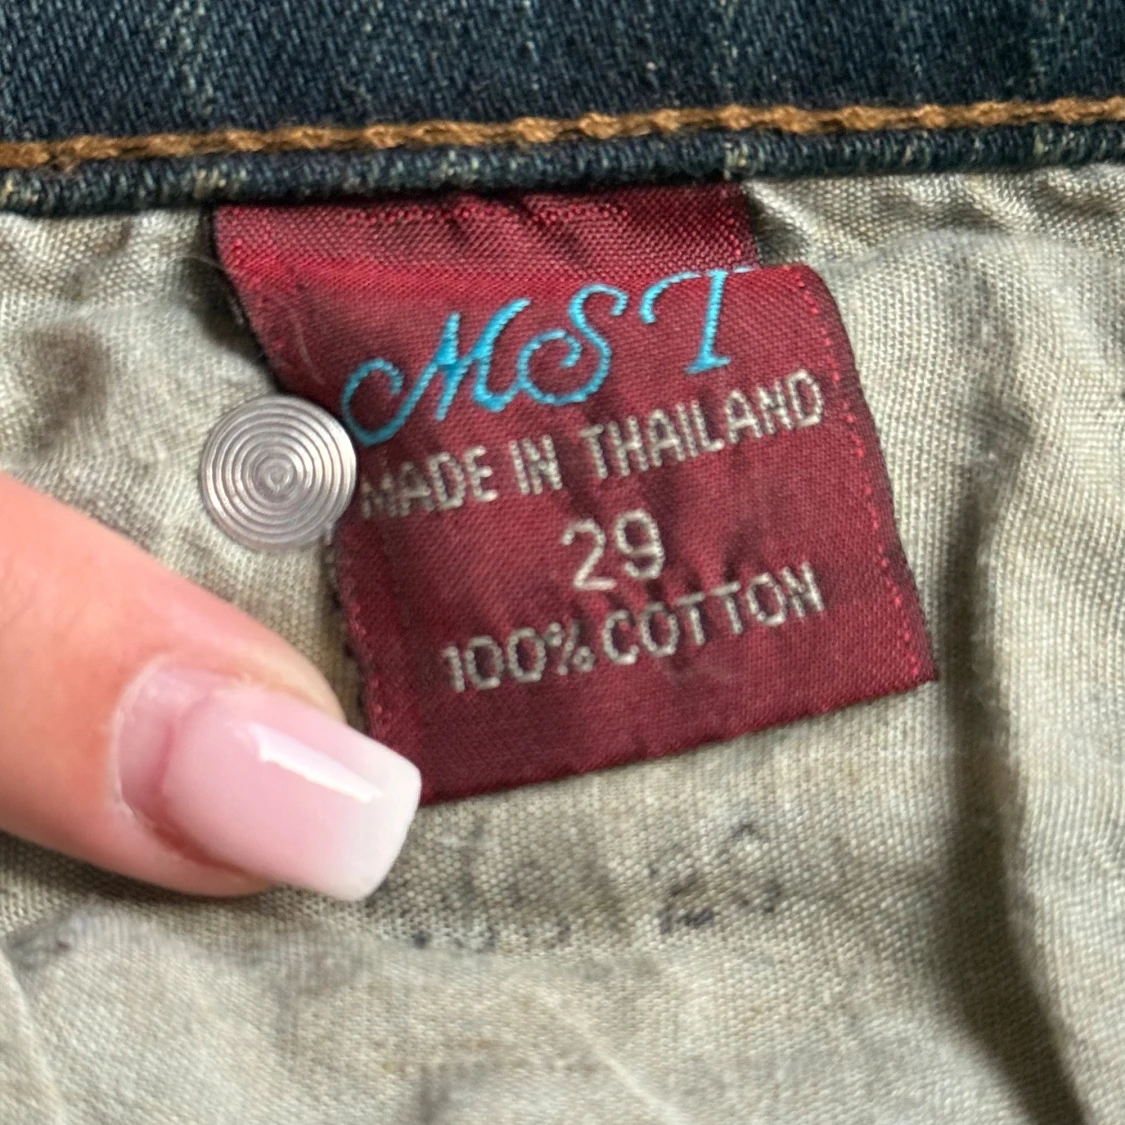 MST
MADE IN THAILAND
29
100% COTTON